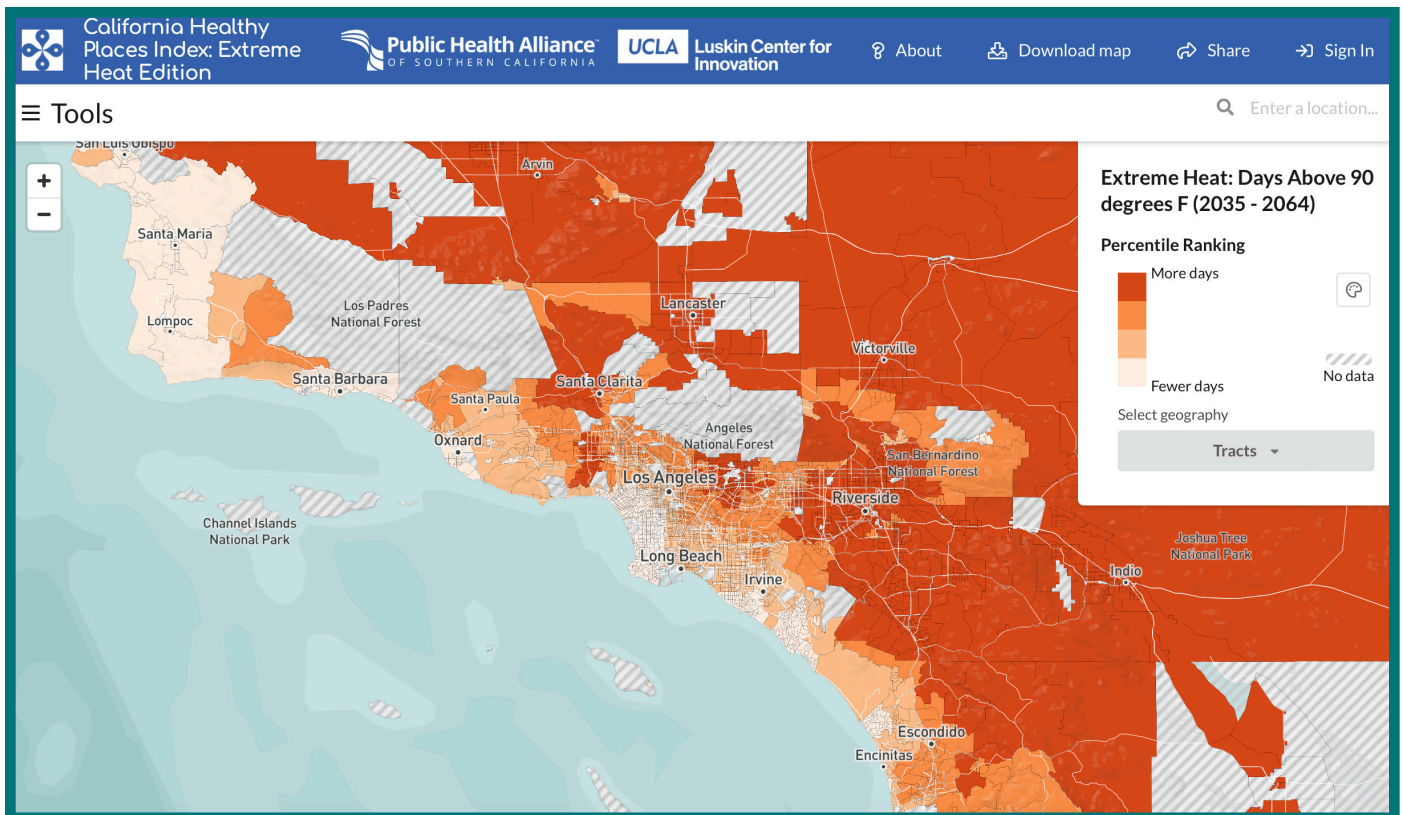 California Healthy
Places Index: Extreme
Heat Edition
Public Health Alliance™
OF SOUTHERN CALIFORNIA
UCLA
Luskin Center for
Innovation
About
Download map
Share
Sign In
Tools
Enter a location...
San Luis Obispo
Arvin
Santa Maria
Los Padres
National Forest
Lompoc
Lancaster
Victorville
Santa Barbara
Santa Clarita
Santa Paula
Angeles
National Forest
Oxnard
San Bernardino
National Forest
Los Angeles
Riverside
Channel Islands
National Park
Joshua Tree
National Park
Long Beach
Irvine
Indio
Escondido
Encinitas
Extreme Heat: Days Above 90
degrees F (2035 - 2064)
Percentile Ranking
More days
No data
Fewer days
Select geography
Tracts